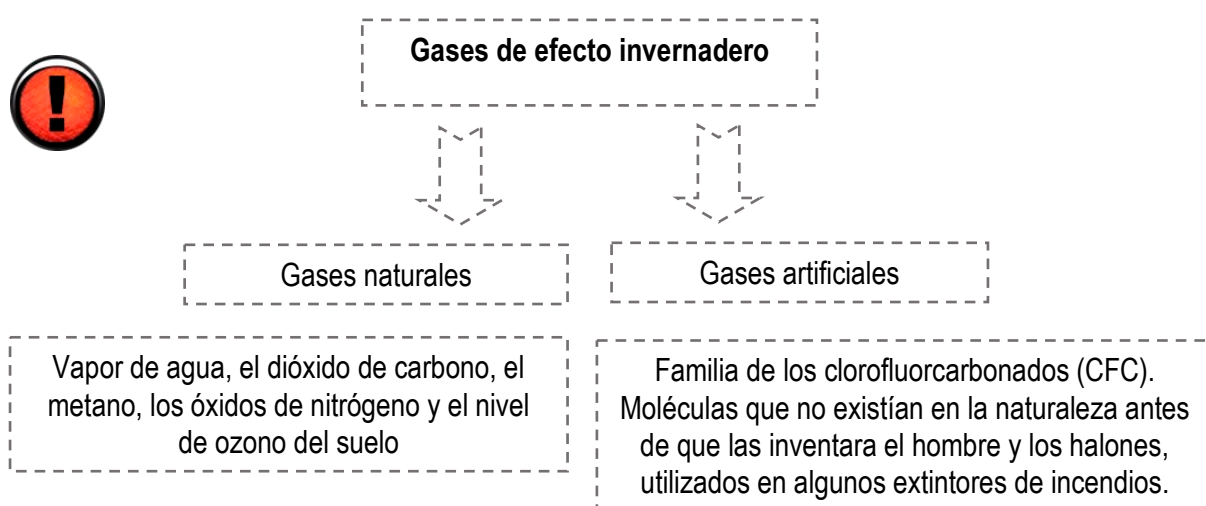 Gases de efecto invernadero
!
Gases naturales
Gases artificiales
Vapor de agua, el dióxido de carbono, el
metano, los óxidos de nitrógeno y el nivel
de ozono del suelo
Familia de los clorofluorcarbonados (CFC).
Moléculas que no existían en la naturaleza antes
de que las inventara el hombre y los halones,
utilizados en algunos extintores de incendios.